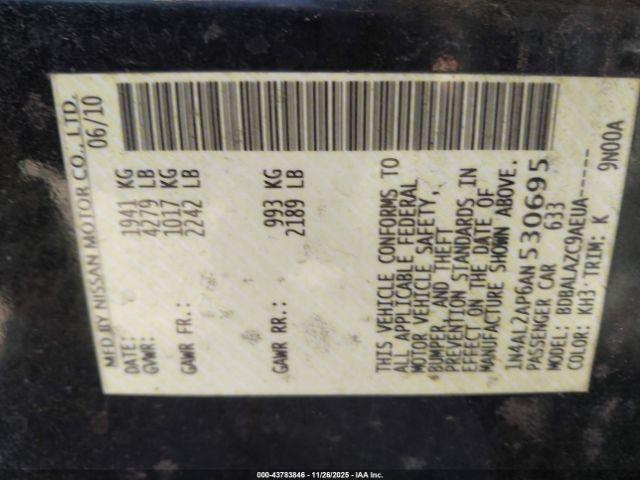 MFD BY NISSAN MOTOR CO., LTD.
DATE: 06/10
GVWR: 1941 KG
4279 LB
GAWR FR.: 1017 KG
2242 LB
GAWR RR.: 993 KG
2189 LB
THIS VEHICLE CONFORMS TO
ALL APPLICABLE FEDERAL
MOTOR VEHICLE SAFETY,
BUMPER, AND THEFT
PREVENTION STANDARDS IN
EFFECT ON THE DATE OF
MANUFACTURE SHOWN ABOVE.
1N4AL2AP6AN530695
PASSENGER CAR 633
MODEL: BDBALAZC9AEUA-----
COLOR: KH3 TRIM: K 9N00A
000-43783846 - 11/26/2025 - IAA Inc.